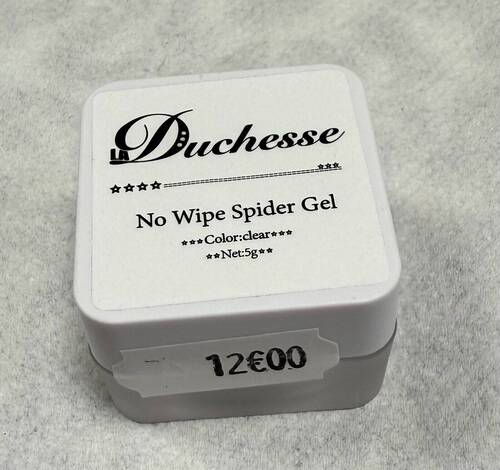 LA Duchesse
No Wipe Spider Gel
Color:clear
Net:5g
12€00